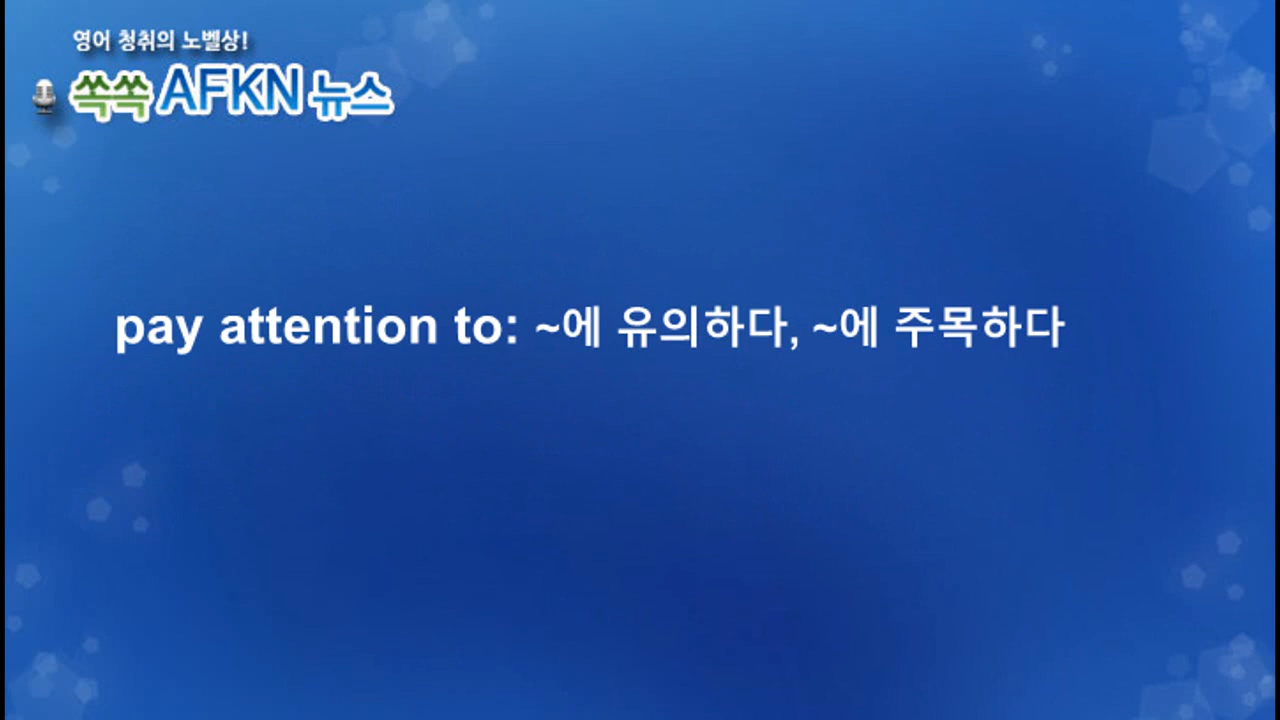 영어 청취의 노벨상!
쏙쏙 AFKN 뉴스
pay attention to: ~에 유의하다, ~에 주목하다